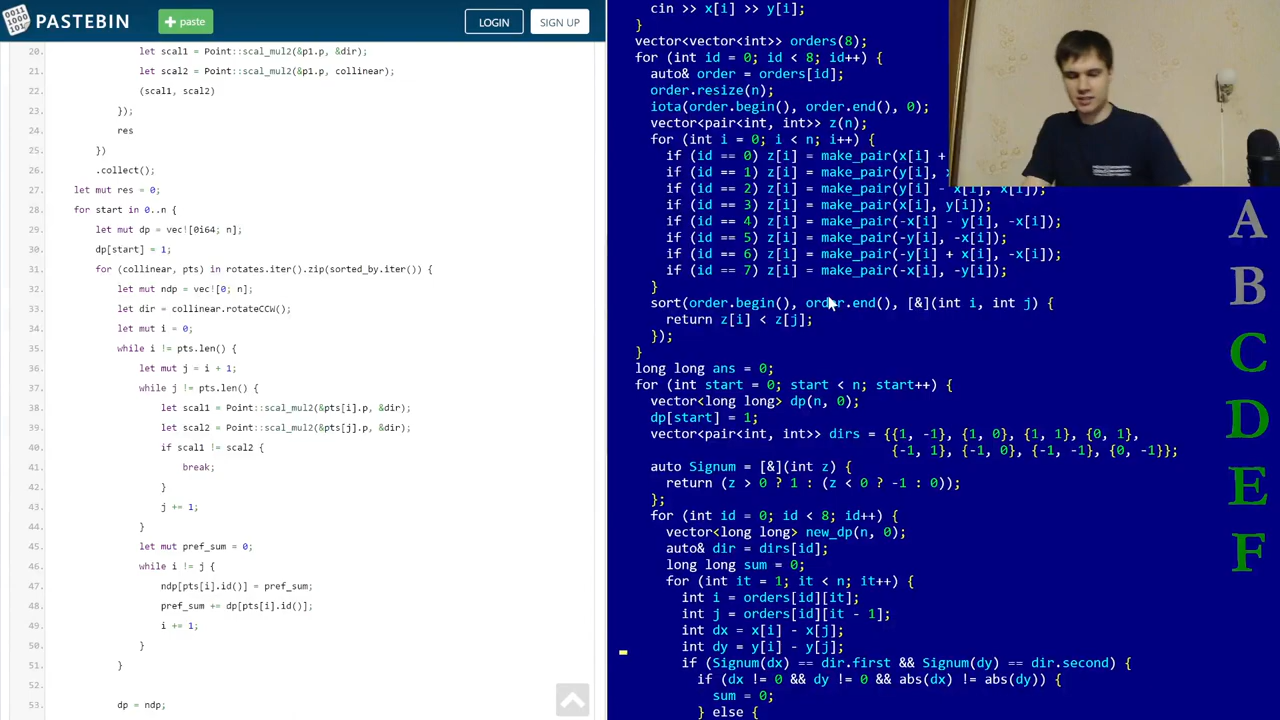 0011
1000
1010
PASTEBIN
+ paste
LOGIN
SIGN UP
20. let scal1 = Point::scal_mul2(&p1.p, &dir);
21. let scal2 = Point::scal_mul2(&p1.p, collinear);
22. (scal1, scal2)
23. });
24. res
25. })
26. .collect();
27. let mut res = 0;
28. for start in 0..n {
29. let mut dp = vec![0i64; n];
30. dp[start] = 1;
31. for (collinear, pts) in rotates.iter().zip(sorted_by.iter()) {
32. let mut ndp = vec![0; n];
33. let dir = collinear.rotateCCW();
34. let mut i = 0;
35. while i != pts.len() {
36. let mut j = i + 1;
37. while j != pts.len() {
38. let scal1 = Point::scal_mul2(&pts[i].p, &dir);
39. let scal2 = Point::scal_mul2(&pts[j].p, &dir);
40. if scal1 != scal2 {
41. break;
42. }
43. j += 1;
44. }
45. let mut pref_sum = 0;
46. while i != j {
47. ndp[pts[i].id()] = pref_sum;
48. pref_sum += dp[pts[i].id()];
49. i += 1;
50. }
51. }
52.
53. dp = ndp;
cin >> x[i] >> y[i];
}
vector<vector<int>> orders(8);
for (int id = 0; id < 8; id++) {
auto& order = orders[id];
order.resize(n);
iota(order.begin(), order.end(), 0);
vector<pair<int, int>> z(n);
for (int i = 0; i < n; i++) {
if (id == 0) z[i] = make_pair(x[i] +
if (id == 1) z[i] = make_pair(y[i],
if (id == 2) z[i] = make_pair(y[i] - x[i], x[i]);
if (id == 3) z[i] = make_pair(x[i], y[i]);
if (id == 4) z[i] = make_pair(-x[i] - y[i], -x[i]);
if (id == 5) z[i] = make_pair(-y[i], -x[i]);
if (id == 6) z[i] = make_pair(-y[i] + x[i], -x[i]);
if (id == 7) z[i] = make_pair(-x[i], -y[i]);
}
sort(order.begin(), order.end(), [&](int i, int j) {
return z[i] < z[j];
});
}
long long ans = 0;
for (int start = 0; start < n; start++) {
vector<long long> dp(n, 0);
dp[start] = 1;
vector<pair<int, int>> dirs = {{1, -1}, {1, 0}, {1, 1}, {0, 1},
{-1, 1}, {-1, 0}, {-1, -1}, {0, -1}};
auto Signum = [&](int z) {
return (z > 0 ? 1 : (z < 0 ? -1 : 0));
};
for (int id = 0; id < 8; id++) {
vector<long long> new_dp(n, 0);
auto& dir = dirs[id];
long long sum = 0;
for (int it = 1; it < n; it++) {
int i = orders[id][it];
int j = orders[id][it - 1];
int dx = x[i] - x[j];
int dy = y[i] - y[j];
if (Signum(dx) == dir.first && Signum(dy) == dir.second) {
if (dx != 0 && dy != 0 && abs(dx) != abs(dy)) {
sum = 0;
} else {
A
B
C
D
E
F